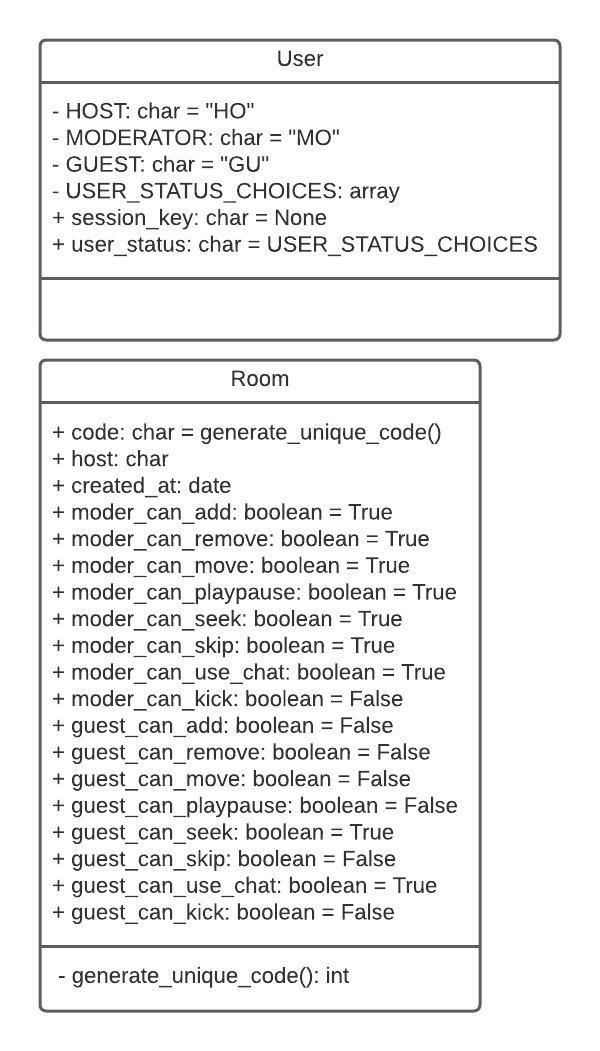 User
- HOST: char = "HO"
- MODERATOR: char = "MO"
- GUEST: char = "GU"
- USER_STATUS_CHOICES: array
+ session_key: char = None
+ user_status: char = USER_STATUS_CHOICES
Room
+ code: char = generate_unique_code()
+ host: char
+ created_at: date
+ moder_can_add: boolean = True
+ moder_can_remove: boolean = True
+ moder_can_move: boolean = True
+ moder_can_playpause: boolean = True
+ moder_can_seek: boolean = True
+ moder_can_skip: boolean = True
+ moder_can_use_chat: boolean = True
+ moder_can_kick: boolean = False
+ guest_can_add: boolean = False
+ guest_can_remove: boolean = False
+ guest_can_move: boolean = False
+ guest_can_playpause: boolean = False
+ guest_can_seek: boolean = True
+ guest_can_skip: boolean = False
+ guest_can_use_chat: boolean = True
+ guest_can_kick: boolean = False
- generate_unique_code(): int